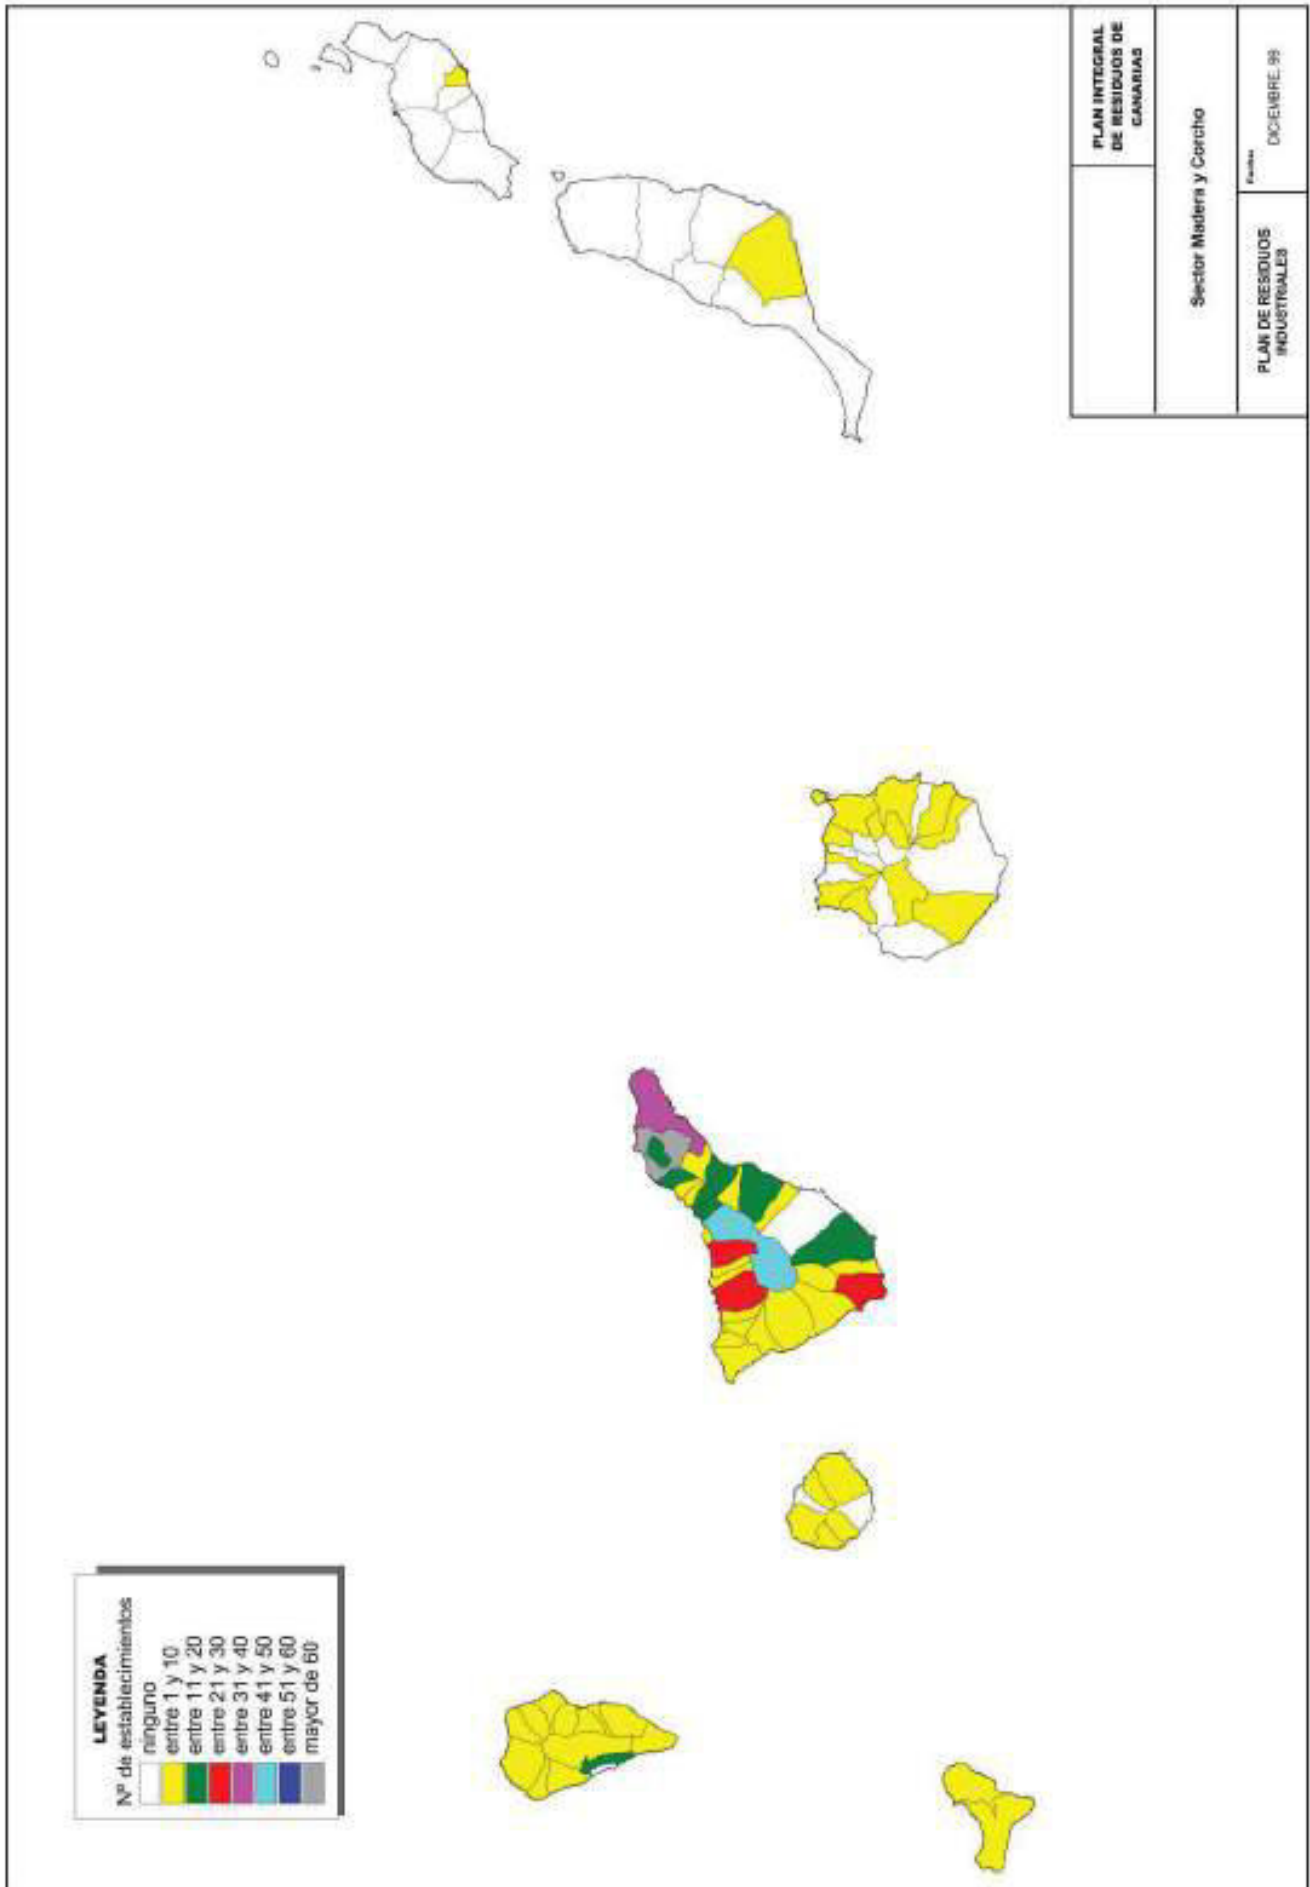 LEYENDA
Nº de establecimientos
ninguno
entre 1 y 10
entre 11 y 20
entre 21 y 30
entre 31 y 40
entre 41 y 50
entre 51 y 60
mayor de 60
PLAN INTEGRAL
DE RESIDUOS DE
CANARIAS
Sector Madera y Corcho
PLAN DE RESIDUOS
INDUSTRIALES
Fecha:
DICIEMBRE, 99